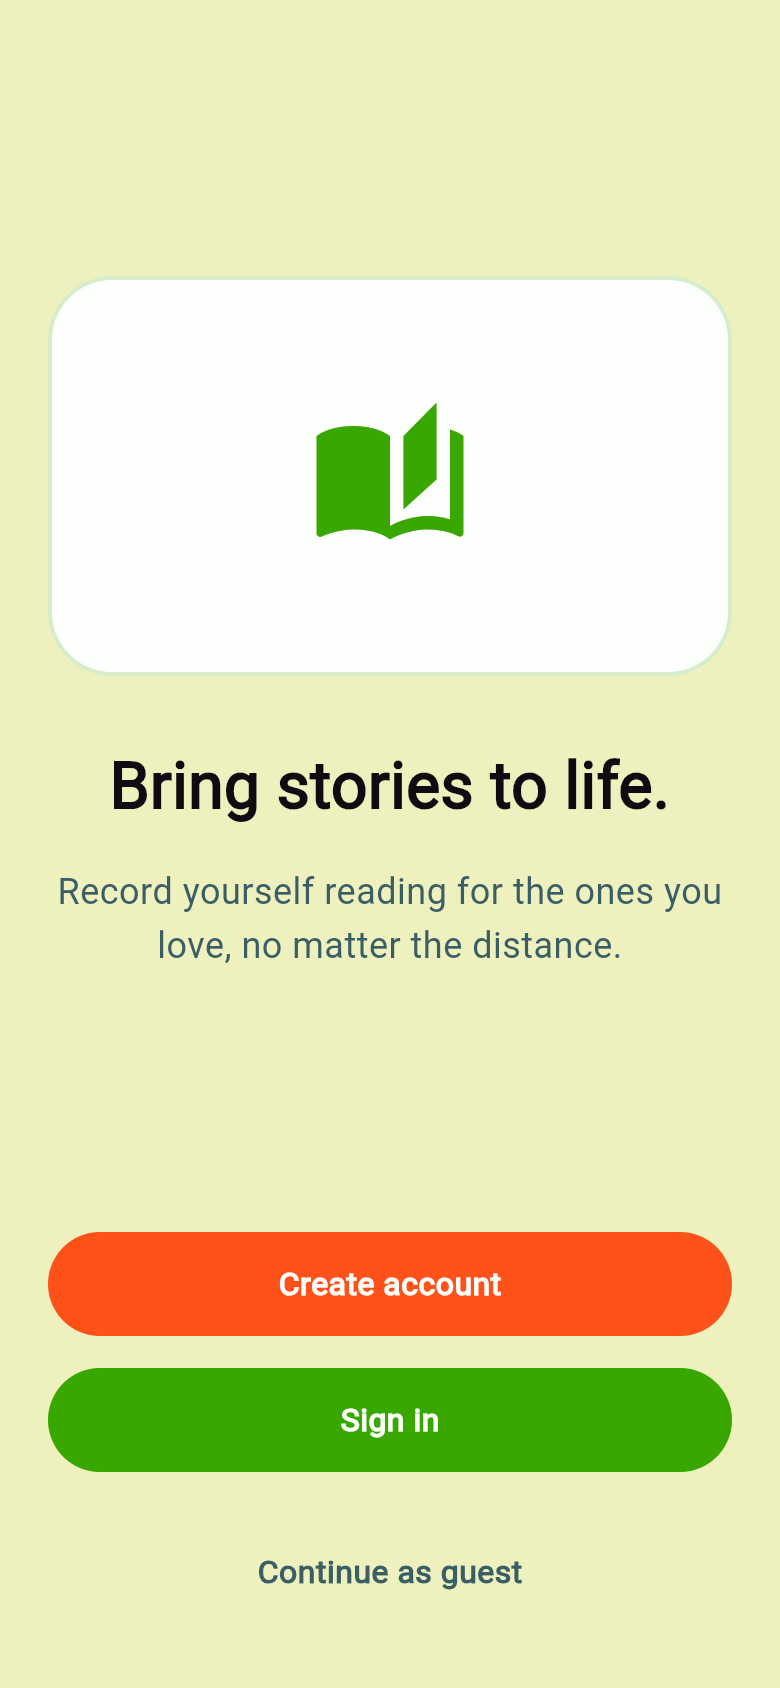 Bring stories to life.
Record yourself reading for the ones you
love, no matter the distance.
Create account
Sign in
Continue as guest